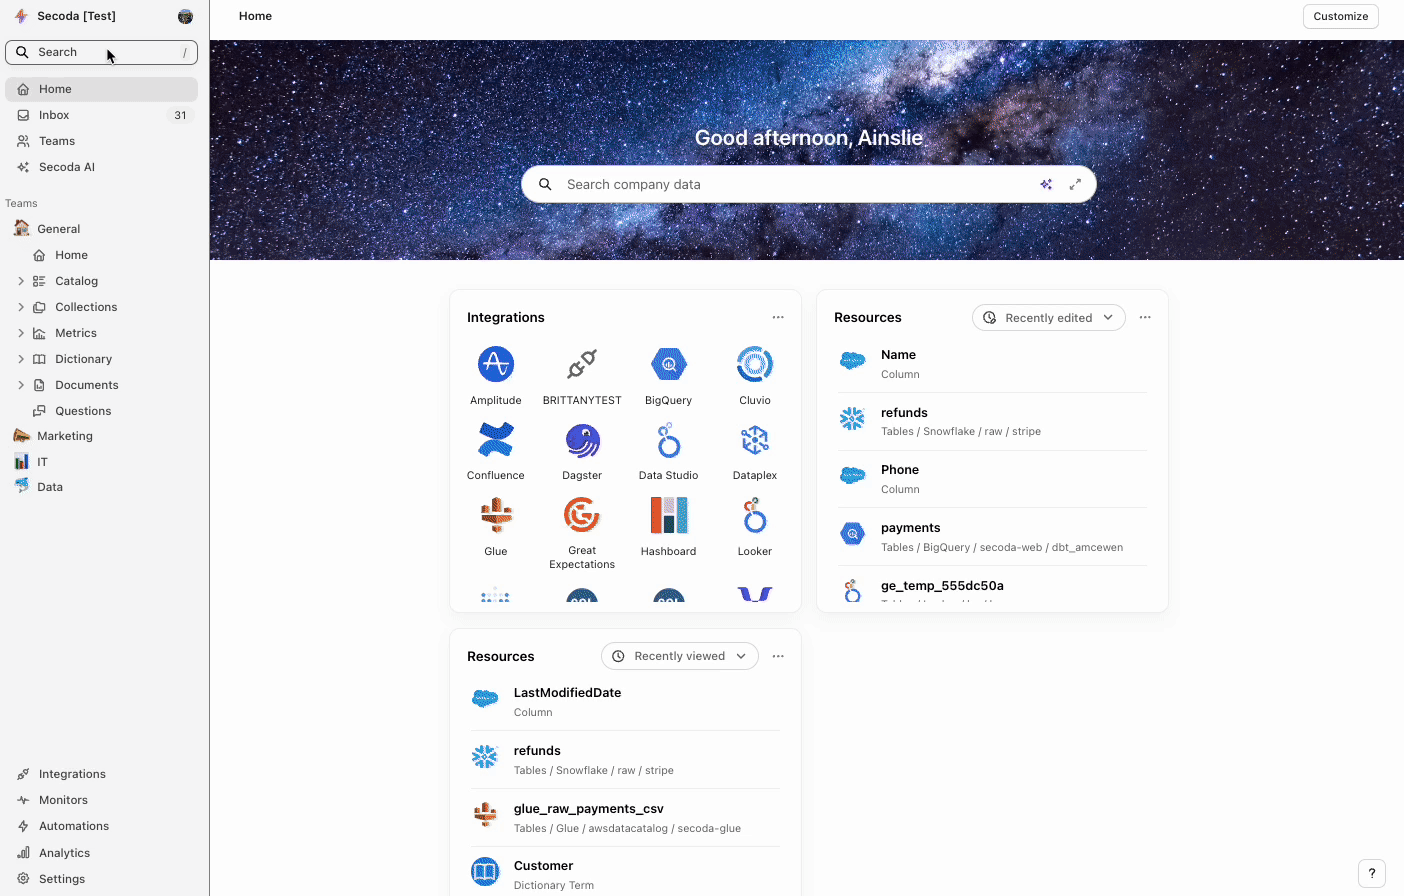 Secoda [Test]
Search
/
Home
Inbox
31
Teams
Secoda AI
Teams
General
Home
Catalog
Collections
Metrics
Dictionary
Documents
Questions
Marketing
IT
Data
Integrations
Monitors
Automations
Analytics
Settings
Home
Customize
Good afternoon, Ainslie
Search company data
Integrations
Amplitude
BRITTANYTEST
BigQuery
Cluvio
Confluence
Dagster
Data Studio
Dataplex
Glue
Great
Expectations
Hashboard
Looker
Resources
Recently edited
Name
Column
refunds
Tables / Snowflake / raw / stripe
Phone
Column
payments
Tables / BigQuery / secoda-web / dbt_amcewen
ge_temp_555dc50a
Resources
Recently viewed
LastModifiedDate
Column
refunds
Tables / Snowflake / raw / stripe
glue_raw_payments_csv
Tables / Glue / awsdatacatalog / secoda-glue
Customer
Dictionary Term
?